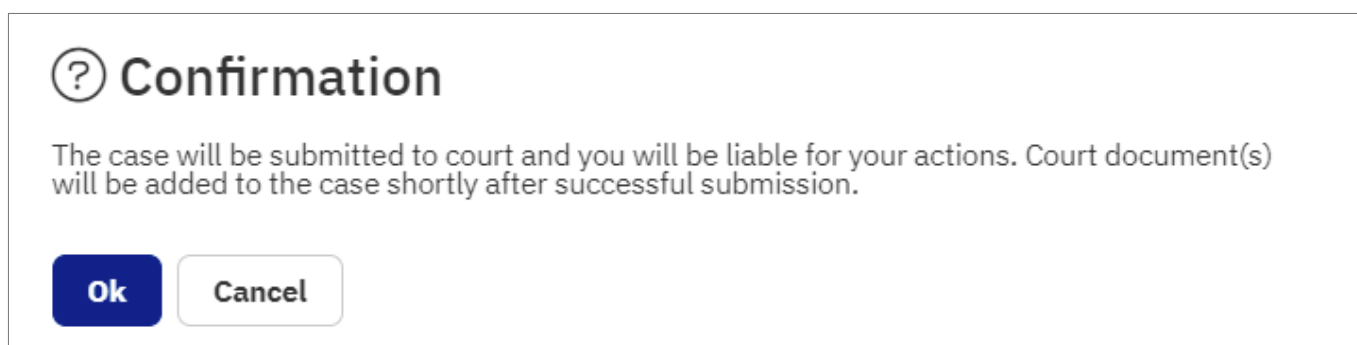 ? Confirmation
The case will be submitted to court and you will be liable for your actions. Court document(s)
will be added to the case shortly after successful submission.
Ok Cancel